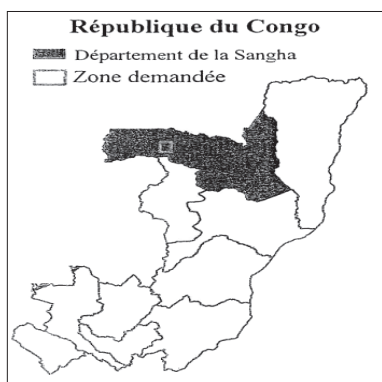 République du Congo
Département de la Sangha
Zone demandée